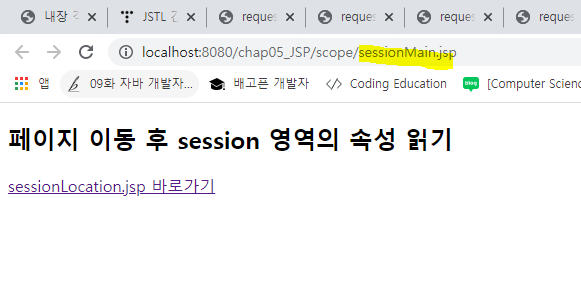 내장 JSTL reques reques reques reques
localhost:8080/chap05_JSP/scope/sessionMain.jsp
앱 09화 자바 개발자... 배고픈 개발자 Coding Education [Computer Scienc
페이지 이동 후 session 영역의 속성 읽기
sessionLocation.jsp 바로가기